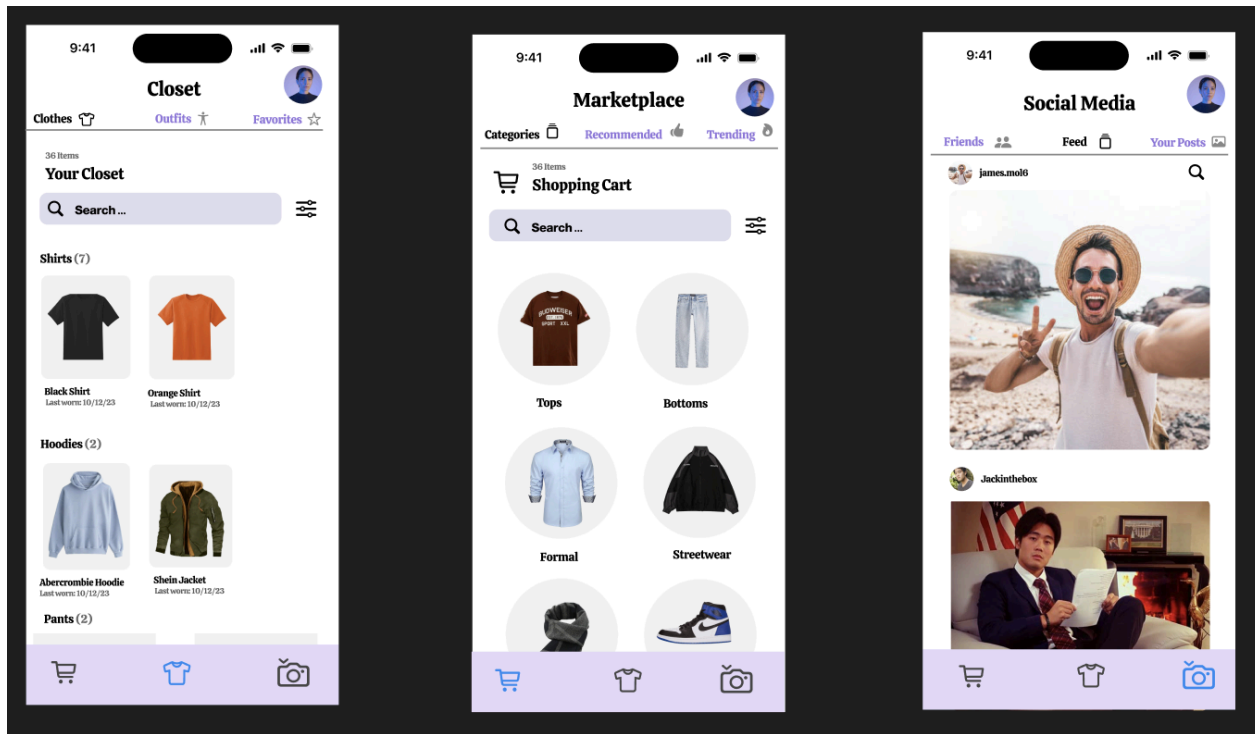 9:41
Closet
Clothes
Outfits
Favorites
36 Items
Your Closet
Search ...
Shirts (7)
Black Shirt
Last worn: 10/12/23
Orange Shirt
Last worn: 10/12/23
Hoodies (2)
Abercrombie Hoodie
Last worn: 10/12/23
Shein Jacket
Last worn: 10/12/23
Pants (2)
9:41
Marketplace
Categories
Recommended
Trending
36 Items
Shopping Cart
Search ...
BUDWEISER
SPORT XXL
Tops
Bottoms
Formal
Streetwear
9:41
Social Media
Friends
Feed
Your Posts
james.mol6
Jackinthebox